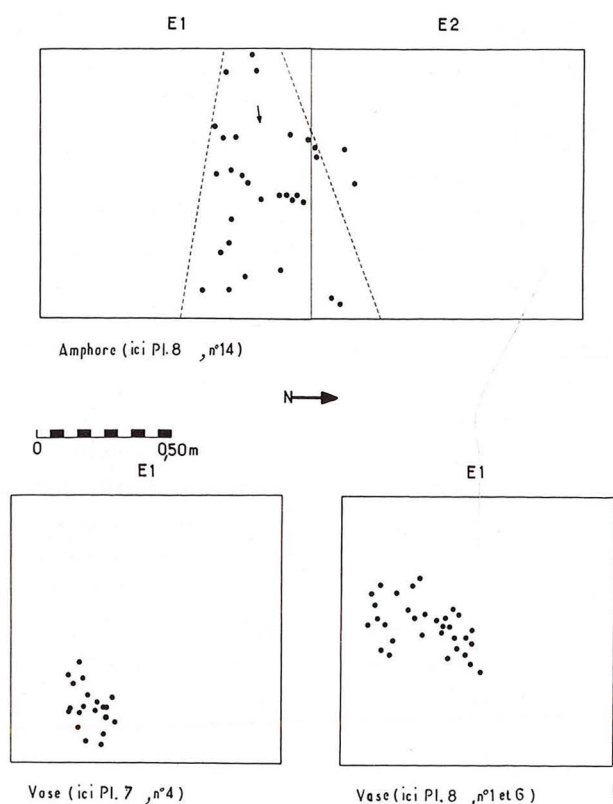 E1 E2
Amphore (ici Pl. 8 , n°14)
N
0 0,50m
E1 E1
Vase (ici Pl. 7 , n°4)
Vase (ici Pl. 8 , n°1 et 6)